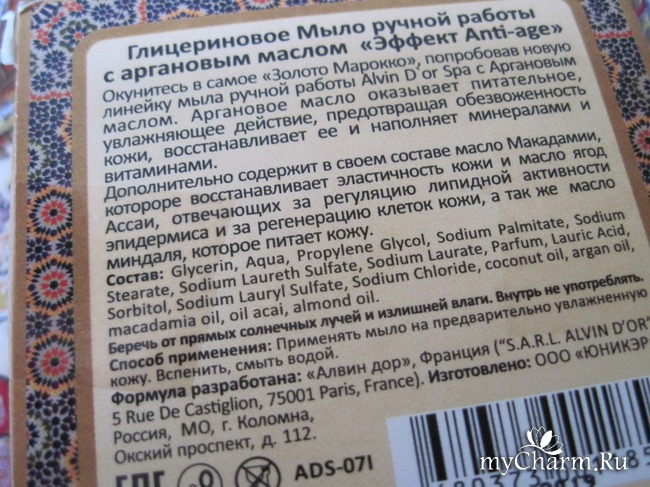 Глицериновое Мыло ручной работы
с аргановым маслом «Эффект Anti-age»
Окунитесь в самое «Золото Марокко», попробовав новую
линейку мыла ручной работы Alvin D`or Spa с Аргановым
маслом. Аргановое масло оказывает питательное,
увлажняющее действие, предотвращая обезвоженность
кожи, восстанавливает ее и наполняет минералами и
витаминами.
Дополнительно содержит в своем составе масло Макадамии,
котороре восстанавливает эластичность кожи и масло ягод
Ассаи, отвечающих за регуляцию липидной активности
эпидермиса и за регенерацию клеток кожи, а так же масло
миндаля, которое питает кожу.
Состав: Glycerin, Aqua, Propylene Glycol, Sodium Palmitate, Sodium
Stearate, Sodium Laureth Sulfate, Sodium Laurate, Parfum, Lauric Acid,
Sorbitol, Sodium Lauryl Sulfate, Sodium Chloride, coconut oil, argan oil,
macadamia oil, oil acai, almond oil.
Беречь от прямых солнечных лучей и излишней влаги. Внутрь не употреблять.
Способ применения: Применять мыло на предварительно увлажненную
кожу. Вспенить, смыть водой.
Формула разработана: «Алвин дор», Франция ("S.A.R.L. ALVIN D'OR"
5 Rue De Castiglion, 75001 Paris, France). Изготовлено: ООО «ЮНИКЭР
Россия, МО, г. Коломна,
Окский проспект, д. 112.
ADS-07I
myCharm.Ru